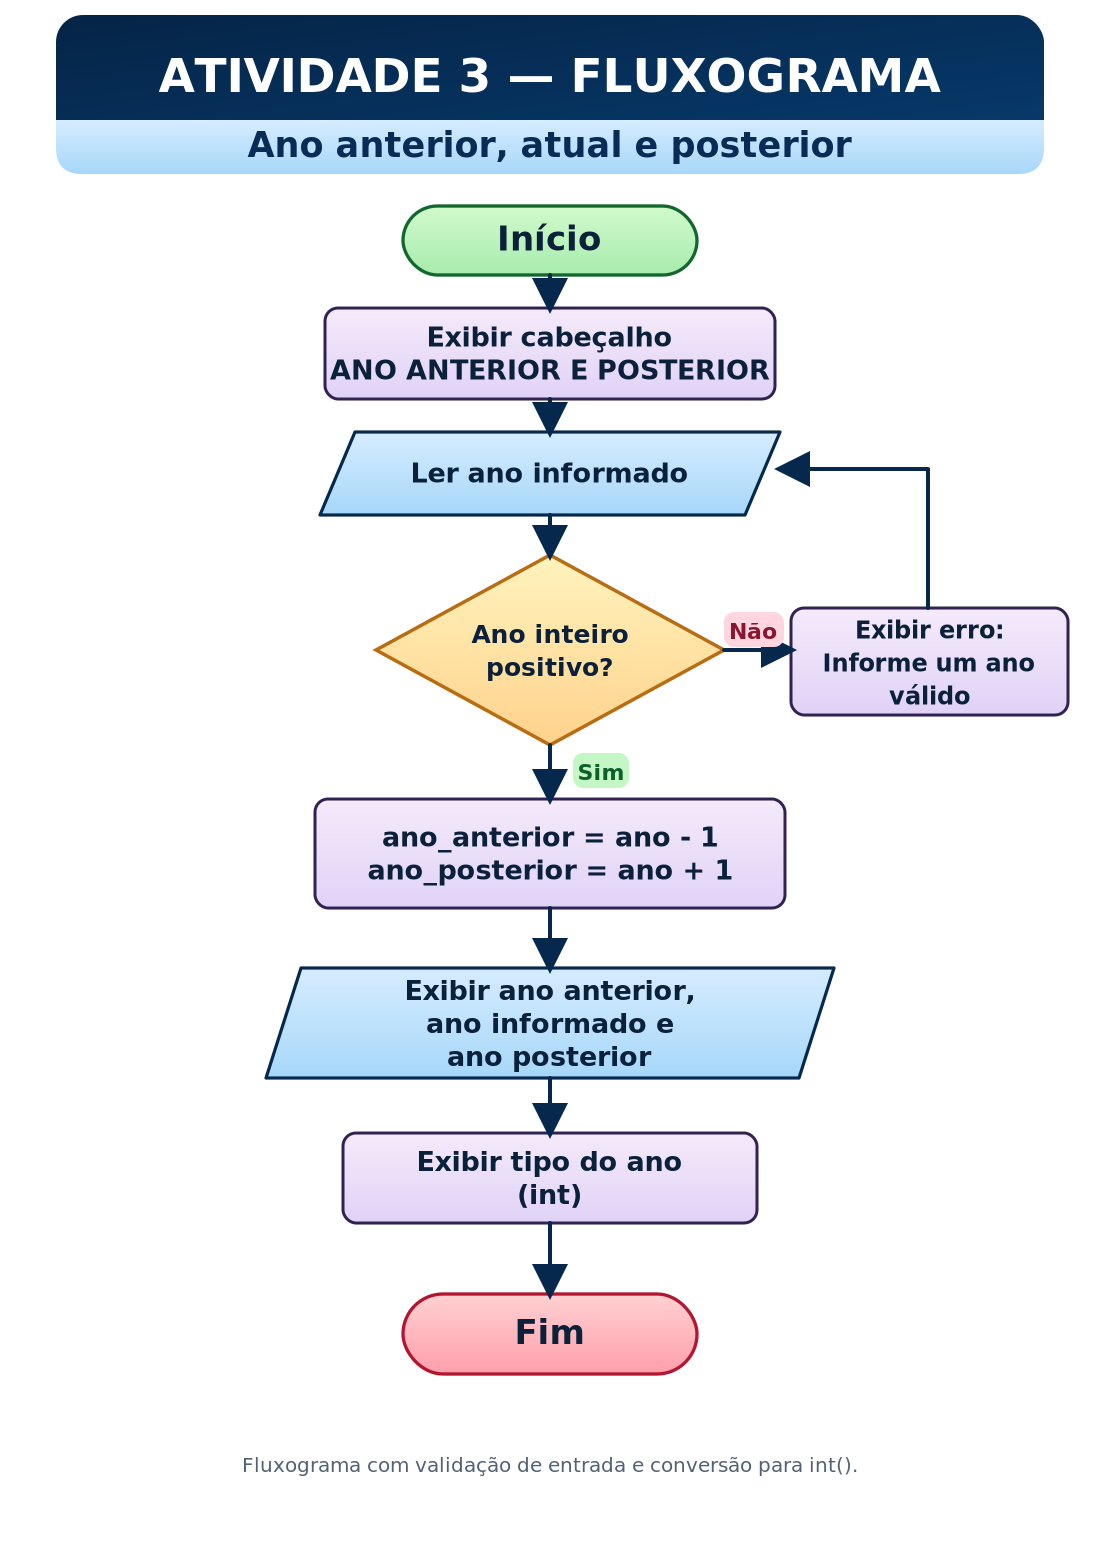 ATIVIDADE 3 — FLUXOGRAMA
Ano anterior, atual e posterior
Início
Exibir cabeçalho
ANO ANTERIOR E POSTERIOR
Ler ano informado
Ano inteiro
positivo?
Não
Exibir erro:
Informe um ano
válido
Sim
ano_anterior = ano - 1
ano_posterior = ano + 1
Exibir ano anterior,
ano informado e
ano posterior
Exibir tipo do ano
(int)
Fim
Fluxograma com validação de entrada e conversão para int().